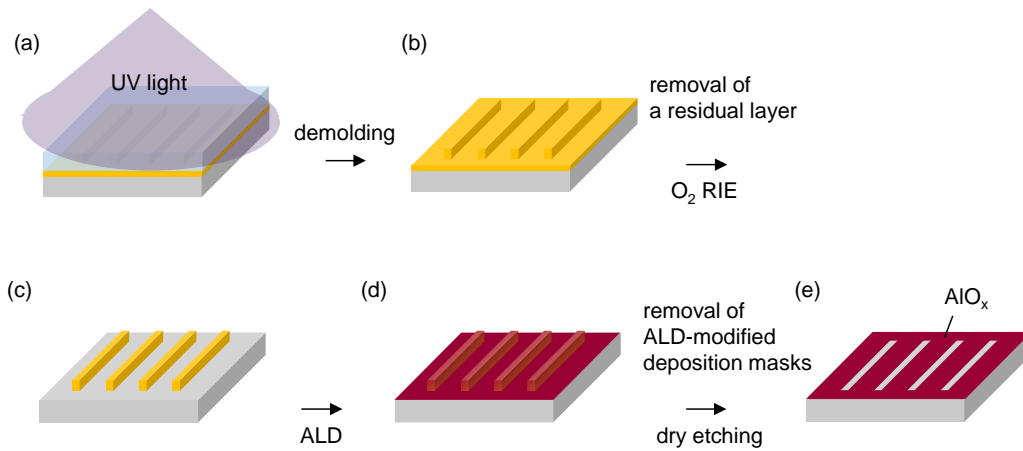 (a)
UV light
demolding
(b)
removal of
a residual layer
O₂ RIE
(c)
ALD
(d)
removal of
ALD-modified
deposition masks
dry etching
(e)
AlOₓ